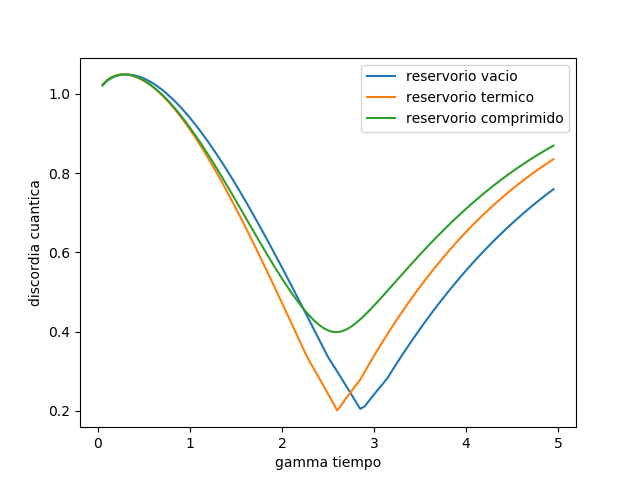 reservorio vacio
reservorio termico
reservorio comprimido
1.0
0.8
0.6
0.4
0.2
discordia cuantica
0 1 2 3 4 5
gamma tiempo